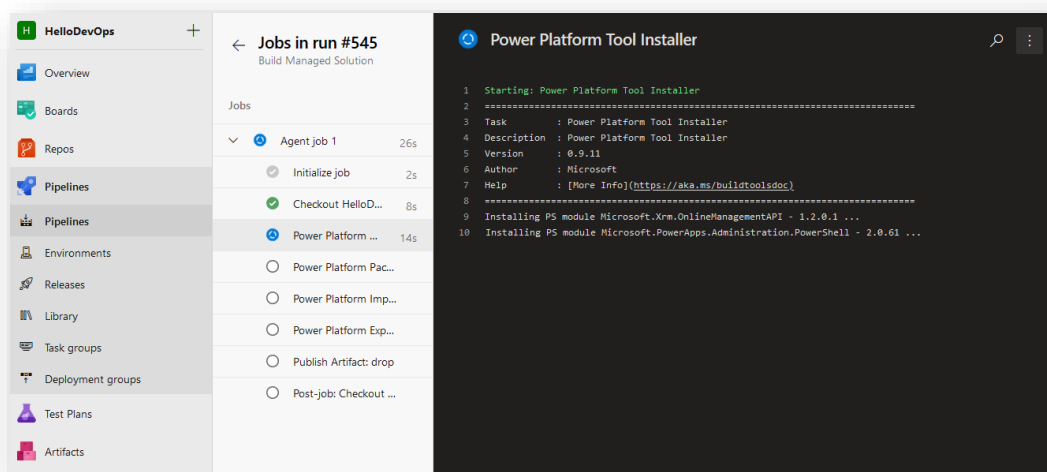 H HelloDevOps
Overview
Boards
Repos
Pipelines
Pipelines
Environments
Releases
Library
Task groups
Deployment groups
Test Plans
Artifacts
Jobs in run #545
Build Managed Solution
Jobs
Agent job 1 26s
Initialize job 2s
Checkout HelloD... 8s
Power Platform ... 14s
Power Platform Pac...
Power Platform Imp...
Power Platform Exp...
Publish Artifact: drop
Post-job: Checkout ...
Power Platform Tool Installer
1 Starting: Power Platform Tool Installer
2 ==============================================================================
3 Task : Power Platform Tool Installer
4 Description : Power Platform Tool Installer
5 Version : 0.9.11
6 Author : Microsoft
7 Help : [More Info](https://aka.ms/buildtoolsdoc)
8 ==============================================================================
9 Installing PS module Microsoft.Xrm.OnlineManagementAPI - 1.2.0.1 ...
10 Installing PS module Microsoft.PowerApps.Administration.PowerShell - 2.0.61 ...